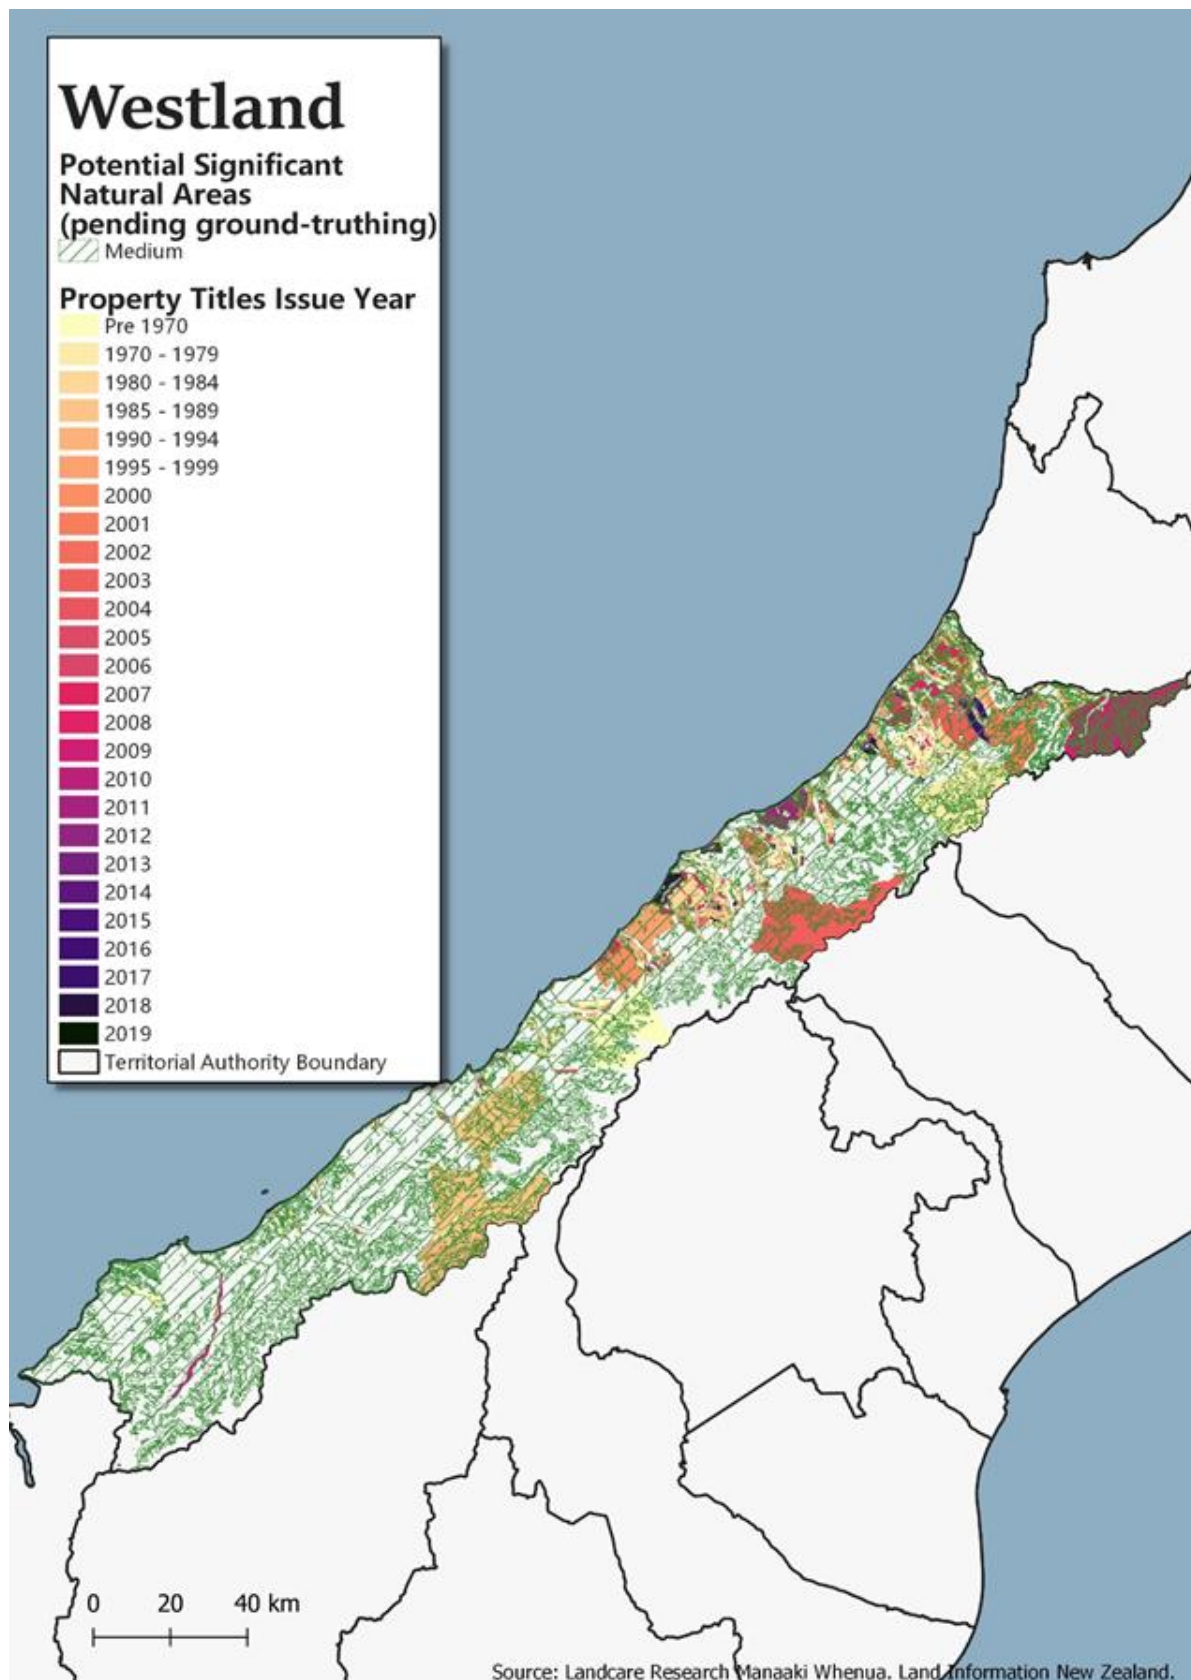 Westland
Potential Significant
Natural Areas
(pending ground-truthing)
Medium
Property Titles Issue Year
Pre 1970
1970 - 1979
1980 - 1984
1985 - 1989
1990 - 1994
1995 - 1999
2000
2001
2002
2003
2004
2005
2006
2007
2008
2009
2010
2011
2012
2013
2014
2015
2016
2017
2018
2019
Territorial Authority Boundary
0 20 40 km
Source: Landcare Research Manaaki Whenua. Land Information New Zealand.